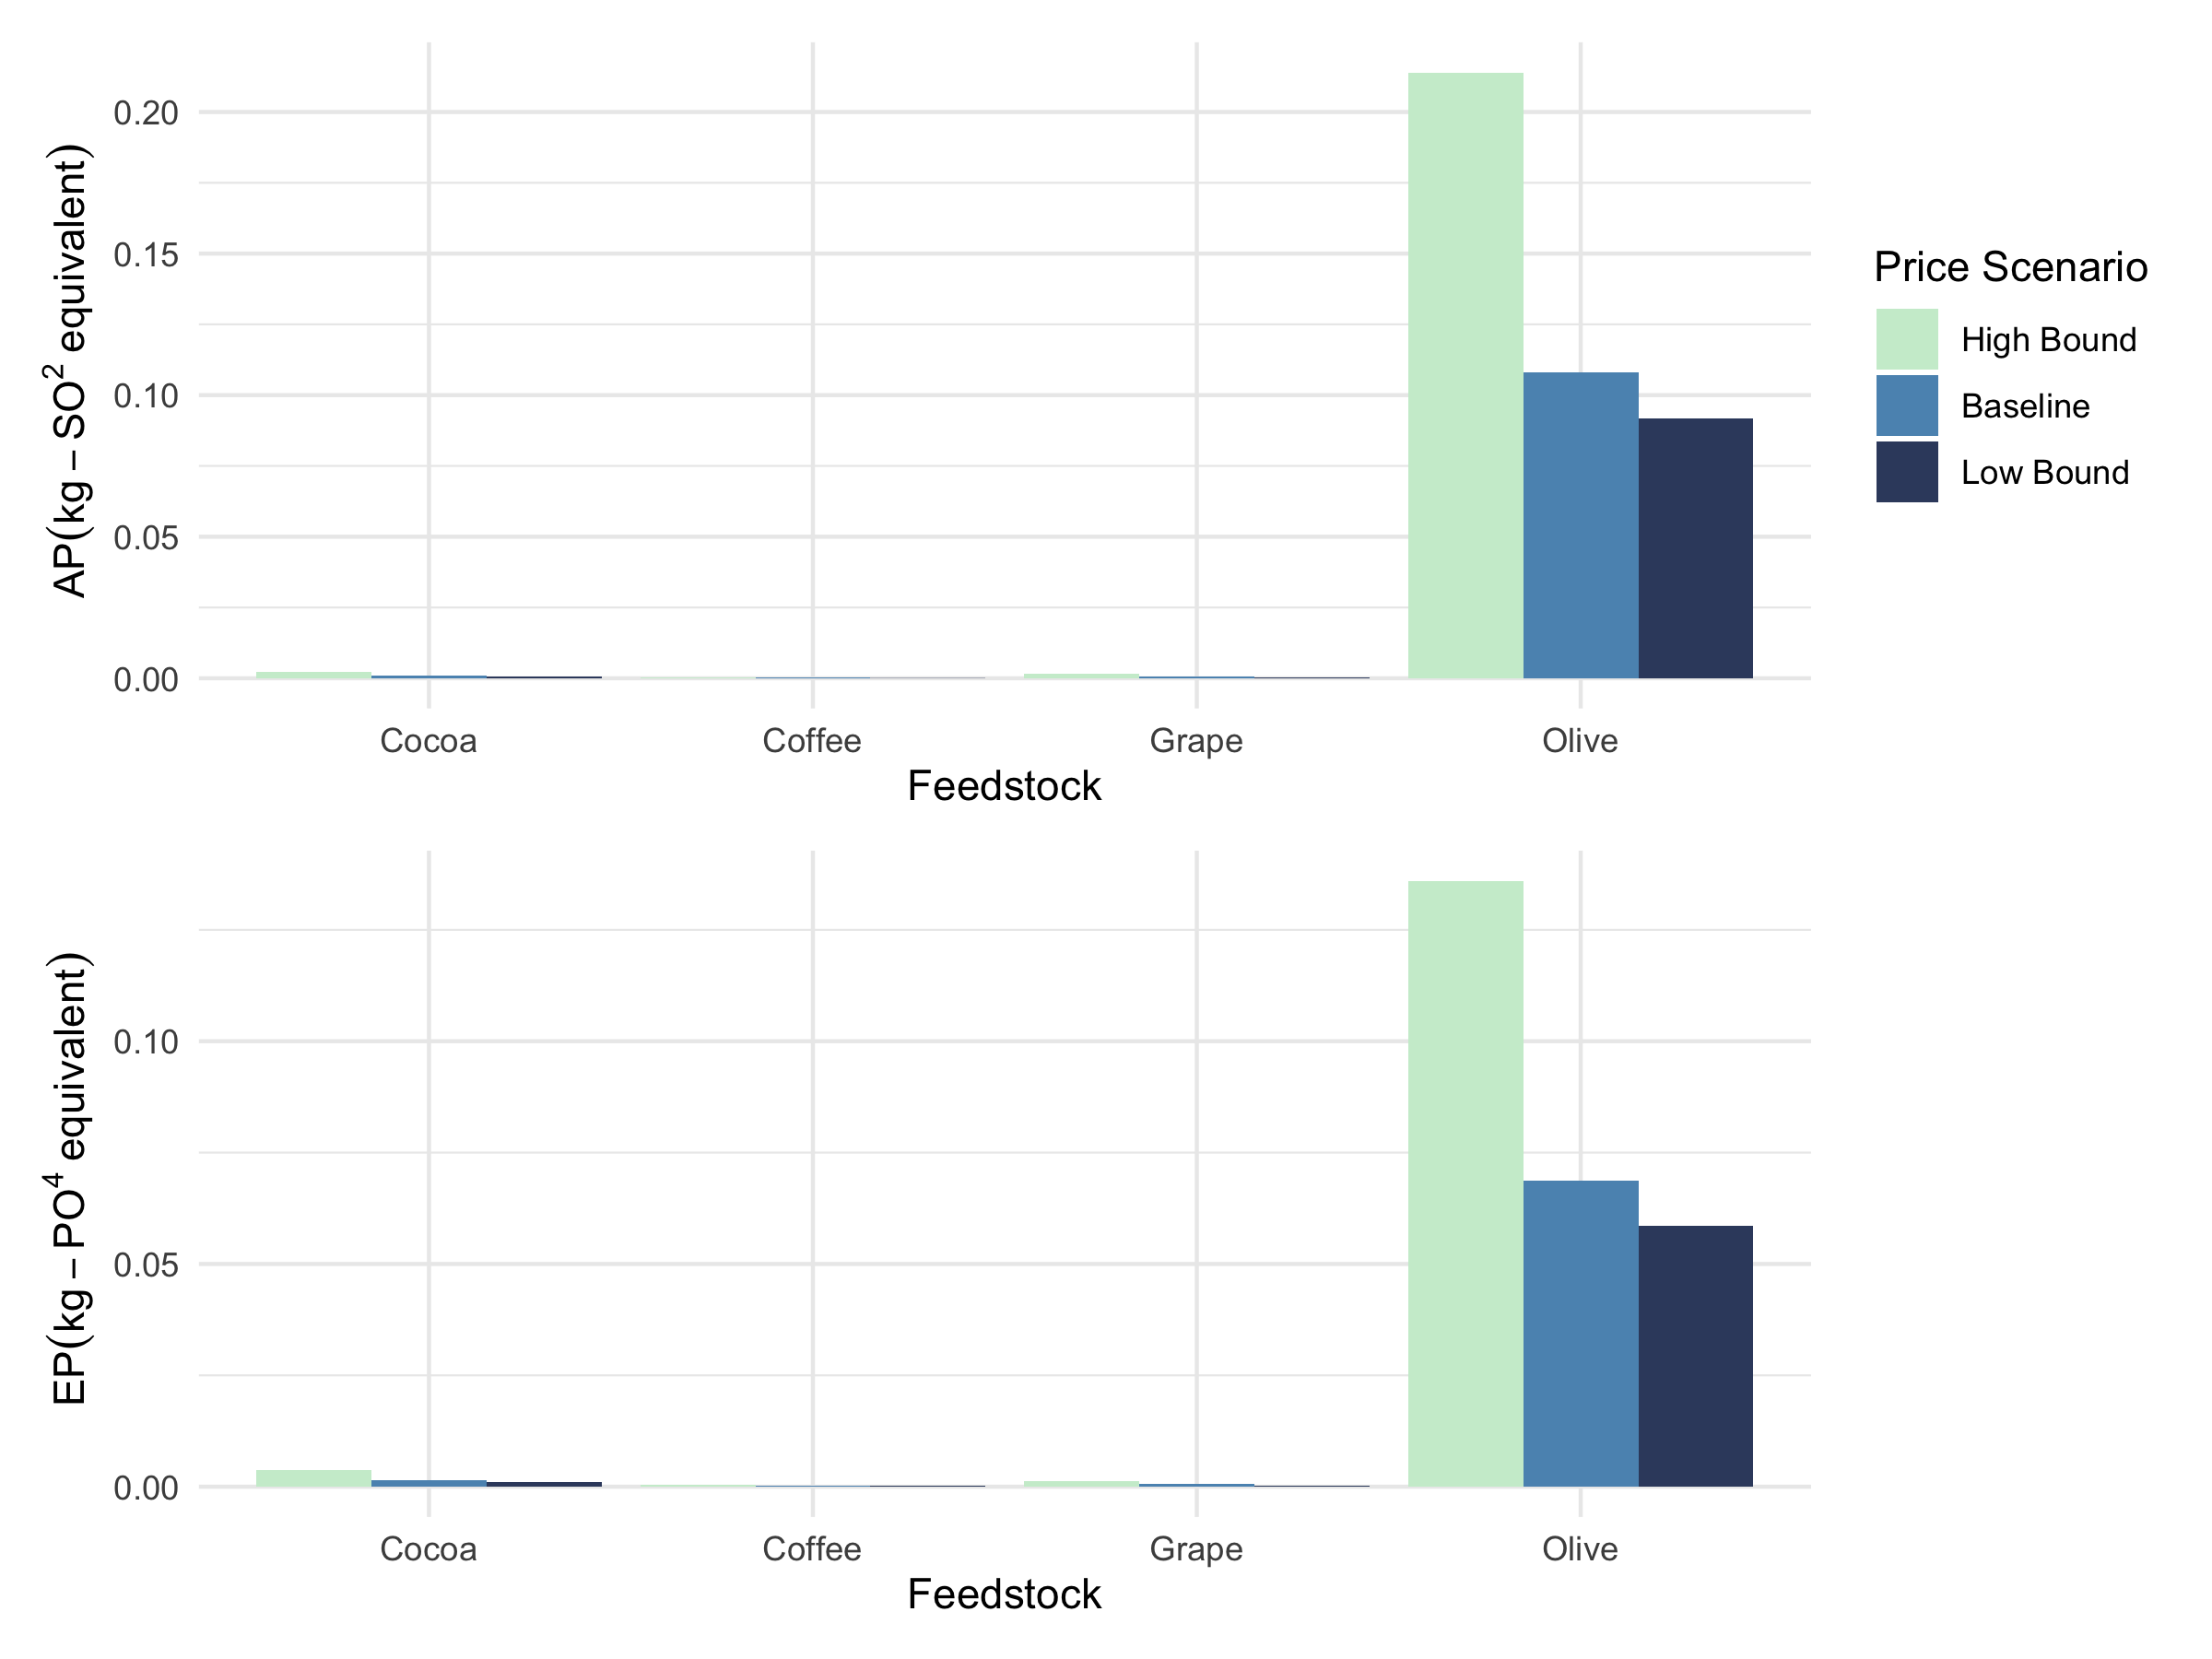 AP(kg – SO² equivalent)
0.20
0.15
0.10
0.05
0.00
Cocoa Coffee Grape Olive
Feedstock
Price Scenario
High Bound
Baseline
Low Bound
EP(kg – PO⁴ equivalent)
0.10
0.05
0.00
Cocoa Coffee Grape Olive
Feedstock